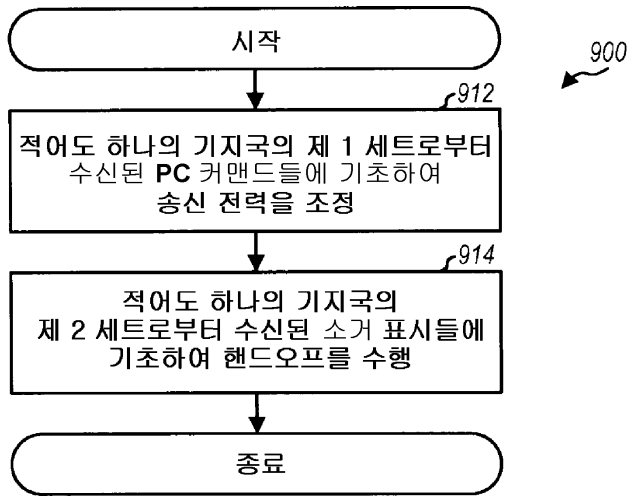 시작
900
912
적어도 하나의 기지국의 제 1 세트로부터
수신된 PC 커맨드들에 기초하여
송신 전력을 조정
914
적어도 하나의 기지국의
제 2 세트로부터 수신된 소거 표시들에
기초하여 핸드오프를 수행
종료